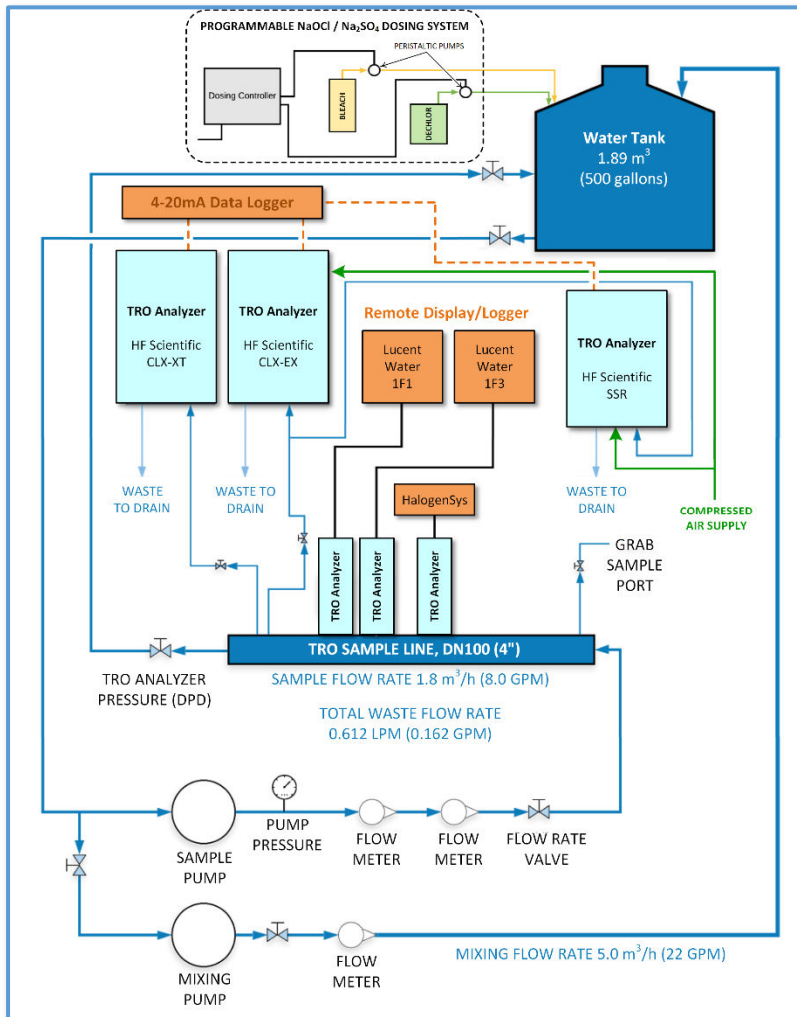 PROGRAMMABLE NaOCl / Na₂SO₄ DOSING SYSTEM
PERISTALTIC PUMPS
Dosing Controller
BLEACH
DECHLOR
Water Tank
1.89 m³
(500 gallons)
4-20mA Data Logger
TRO Analyzer
HF Scientific
CLX-XT
TRO Analyzer
HF Scientific
CLX-EX
Remote Display/Logger
Lucent
Water
1F1
Lucent
Water
1F3
TRO Analyzer
HF Scientific
SSR
WASTE
TO DRAIN
WASTE TO
DRAIN
WASTE TO
DRAIN
COMPRESSED
AIR SUPPLY
HalogenSys
TRO Analyzer
TRO Analyzer
TRO Analyzer
GRAB
SAMPLE
PORT
TRO SAMPLE LINE, DN100 (4")
TRO ANALYZER
PRESSURE (DPD)
SAMPLE FLOW RATE 1.8 m³/h (8.0 GPM)
TOTAL WASTE FLOW RATE
0.612 LPM (0.162 GPM)
SAMPLE
PUMP
PUMP
PRESSURE
FLOW
METER
FLOW
METER
FLOW RATE
VALVE
MIXING
PUMP
FLOW
METER
MIXING FLOW RATE 5.0 m³/h (22 GPM)